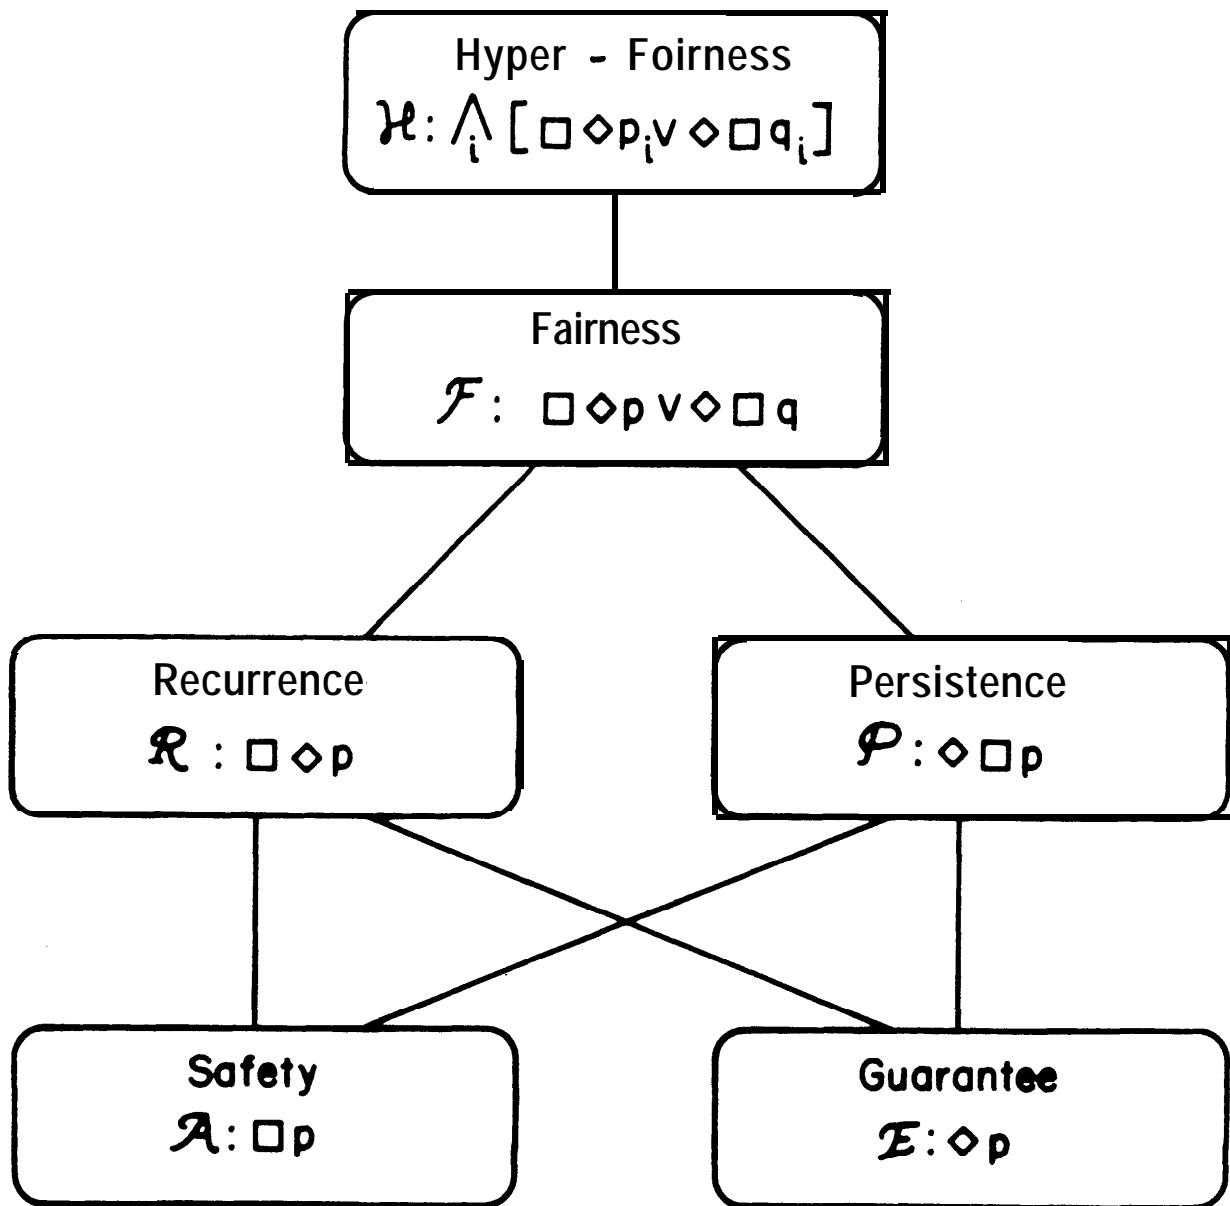 Hyper - Foirness
ℋ: ⋀ᵢ [ □ ◇ pᵢ ∨ ◇ □ qᵢ ]
Fairness
ℱ: □ ◇ p ∨ ◇ □ q
Recurrence
ℛ : □ ◇ p
Persistence
𝒫 : ◇ □ p
Safety
𝒜 : □ p
Guarantee
ℰ : ◇ p